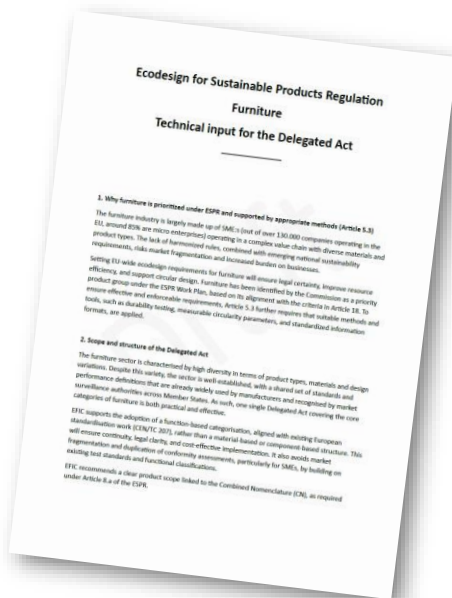 Ecodesign for Sustainable Products Regulation
Furniture
Technical input for the Delegated Act
1. Why furniture is prioritized under ESPR and supported by appropriate methods (Article 5.3)
The furniture industry is largely made up of SME:s (out of over 130.000 companies operating in the
EU, around 85% are micro enterprises) operating in a complex value chain with diverse materials and
product types. The lack of harmonized rules, combined with emerging national sustainability
requirements, risks market fragmentation and increased burden on businesses.
Setting EU-wide ecodesign requirements for furniture will ensure legal certainty, improve resource
efficiency, and support circular design. Furniture has been identified by the Commission as a priority
product group under the ESPR Work Plan, based on its alignment with the criteria in Article 18. To
ensure effective and enforceable requirements, Article 5.3 further requires that suitable methods and
tools, such as durability testing, measurable circularity parameters, and standardized information
formats, are applied.
2. Scope and structure of the Delegated Act
The furniture sector is characterised by high diversity in terms of product types, materials and design
variations. Despite this variety, the sector is well-established, with a shared set of standards and
performance definitions that are already widely used by manufacturers and recognised by market
surveillance authorities across Member States. As such, one single Delegated Act covering the core
categories of furniture is both practical and effective.
EFIC supports the adoption of a function-based categorisation, aligned with existing European
standardisation work (CEN/TC 207), rather than a material-based or component-based structure. This
will ensure continuity, legal clarity, and cost-effective implementation. It also avoids market
fragmentation and duplication of conformity assessments, particularly for SMEs, by building on
existing test standards and functional classifications.
EFIC recommends a clear product scope linked to the Combined Nomenclature (CN), as required
under Article 8.a of the ESPR.